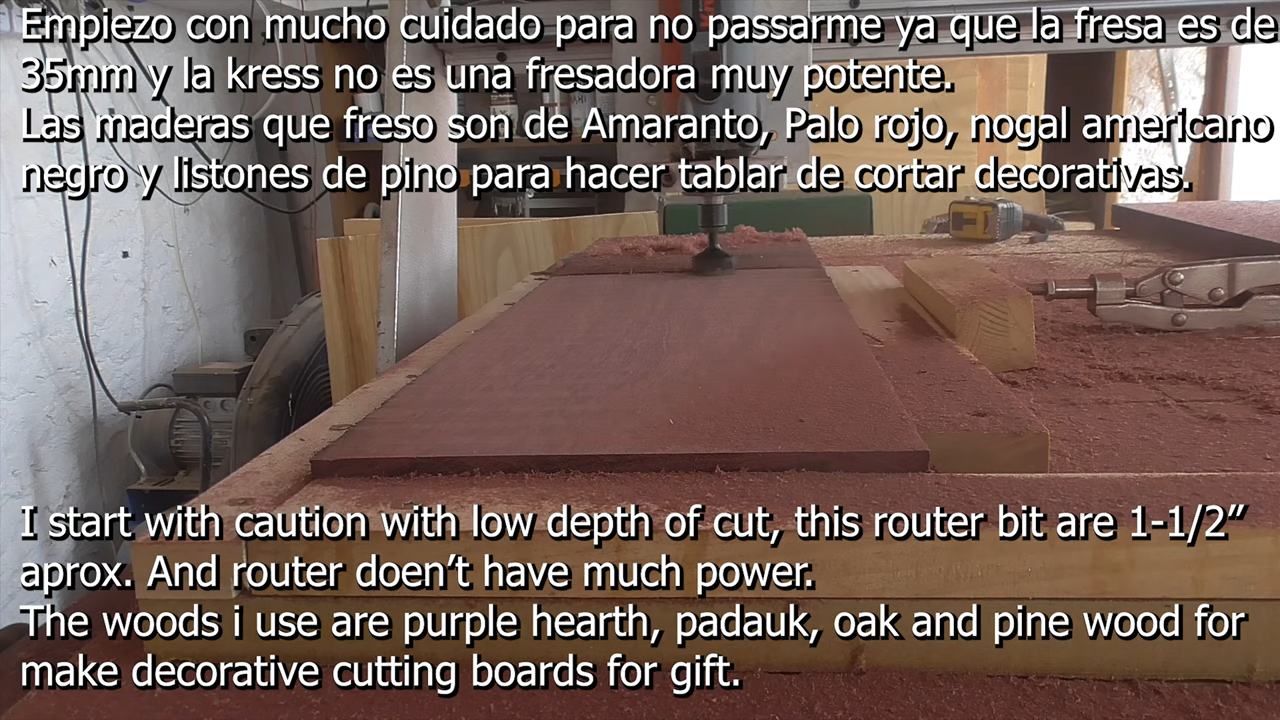 Empiezo con mucho cuidado para no passarme ya que la fresa es de
35mm y la kress no es una fresadora muy potente.
Las maderas que freso son de Amaranto, Palo rojo, nogal americano
negro y listones de pino para hacer tablar de cortar decorativas.
I start with caution with low depth of cut, this router bit are 1-1/2”
aprox. And router doen’t have much power.
The woods i use are purple hearth, padauk, oak and pine wood for
make decorative cutting boards for gift.